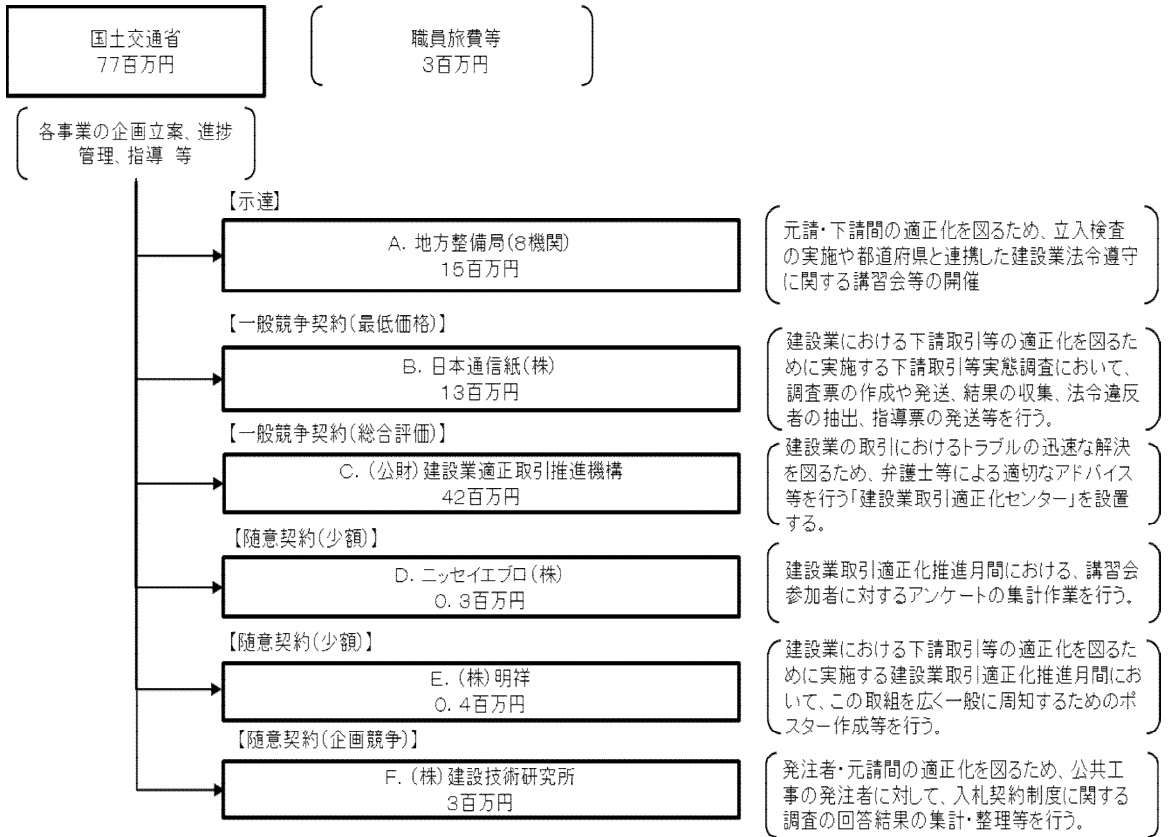 国土交通省
77百万円
職員旅費等
3百万円
各事業の企画立案、進捗
管理、指導 等
【示達】
A. 地方整備局(8機関)
15百万円
元請・下請間の適正化を図るため、立入検査
の実施や都道府県と連携した建設業法令遵守
に関する講習会等の開催
【一般競争契約(最低価格)】
B. 日本通信紙(株)
13百万円
建設業における下請取引等の適正化を図るた
めに実施する下請取引等実態調査において、
調査票の作成や発送、結果の収集、法令違反
者の抽出、指導票の発送等を行う。
【一般競争契約(総合評価)】
C. (公財)建設業適正取引推進機構
42百万円
建設業の取引におけるトラブルの迅速な解決
を図るため、弁護士等による適切なアドバイス
等を行う「建設業取引適正化センター」を設置
する。
【随意契約(少額)】
D. ニッセイエブロ(株)
0. 3百万円
建設業取引適正化推進月間における、講習会
参加者に対するアンケートの集計作業を行う。
【随意契約(少額)】
E. (株)明祥
0. 4百万円
建設業における下請取引等の適正化を図るた
めに実施する建設業取引適正化推進月間にお
いて、この取組を広く一般に周知するためのポ
スター作成等を行う。
【随意契約(企画競争)】
F. (株)建設技術研究所
3百万円
発注者・元請間の適正化を図るため、公共工
事の発注者に対して、入札契約制度に関する
調査の回答結果の集計・整理等を行う。